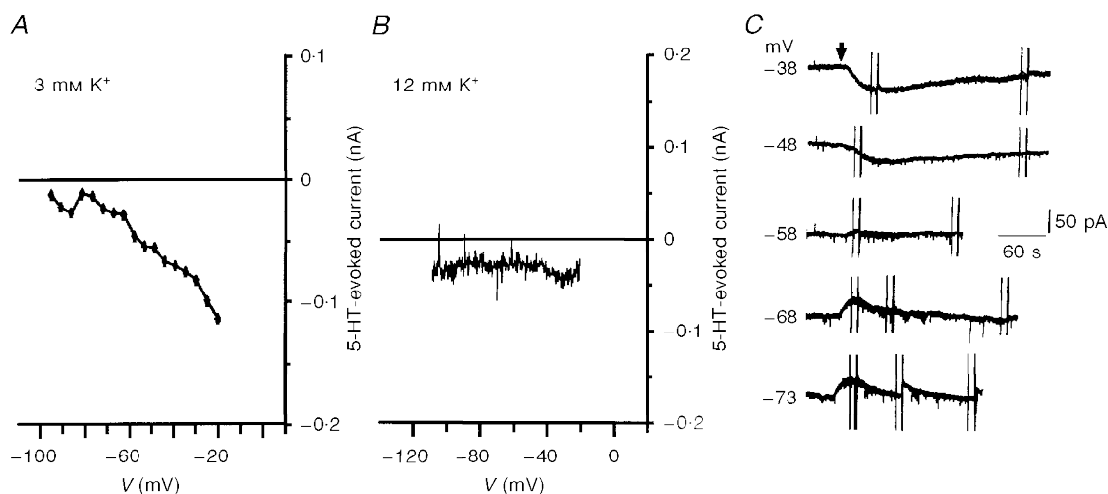 A
3 mM K⁺
0·1
0
−0·1
−0·2
5-HT-evoked current (nA)
−100
−60
−20
V (mV)
B
12 mM K⁺
0·2
0·1
0
−0·1
−0·2
5-HT-evoked current (nA)
−120
−80
−40
0
V (mV)
C
mV
−38
−48
−58
−68
−73
50 pA
60 s